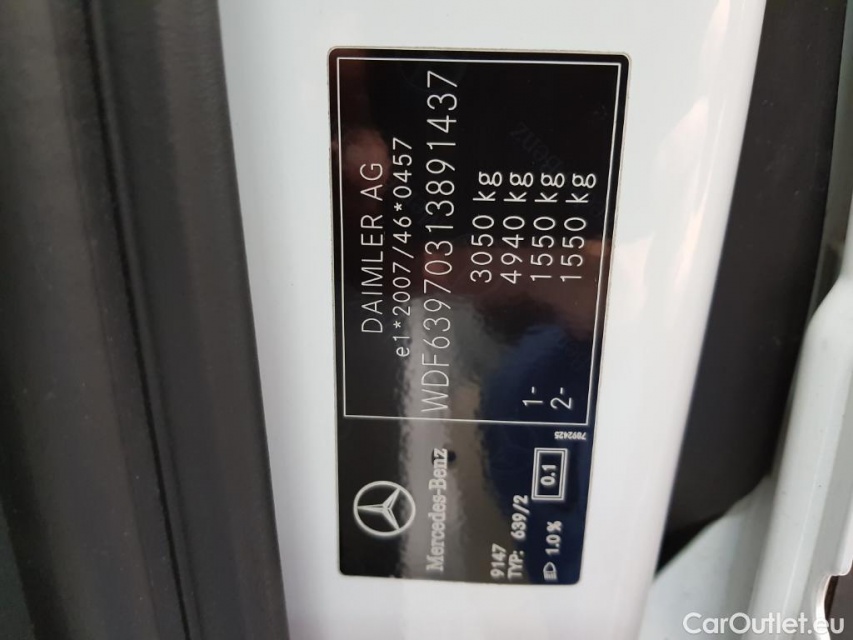 DAIMLER AG
e1*2007/46*0457
WDF63970313891437
3050 kg
4940 kg
1- 1550 kg
2- 1550 kg
Mercedes-Benz
7892425
9147
TYP: 639/2
0.1
1.0%
CarOutlet.eu